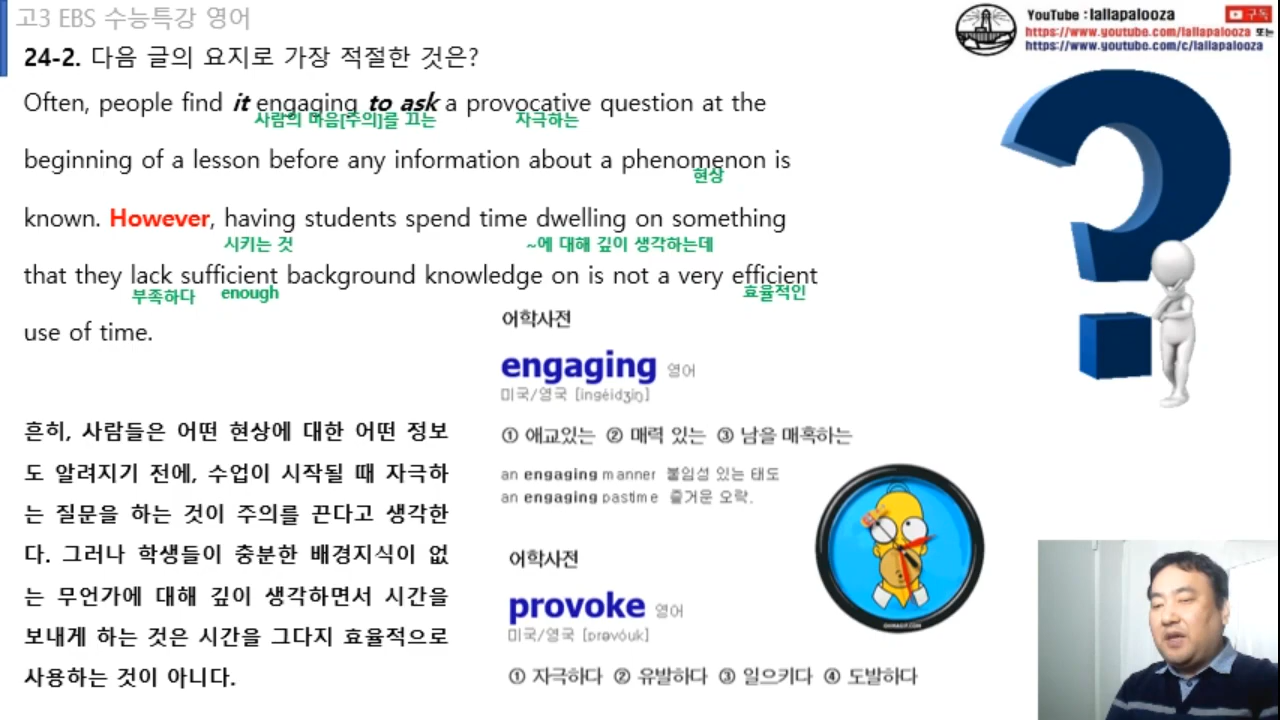 고3 EBS 수능특강 영어
YouTube : lallapalooza
구독
https://www.youtube.com/lallapalooza 또는
https://www.youtube.com/c/lallapalooza
24-2. 다음 글의 요지로 가장 적절한 것은?
Often, people find it engaging to ask a provocative question at the
사람의 마음[주의]를 끄는 자극하는
beginning of a lesson before any information about a phenomenon is
현상
known. However, having students spend time dwelling on something
시키는 것 ~에 대해 깊이 생각하는데
that they lack sufficient background knowledge on is not a very efficient
부족하다 enough 효율적인
use of time.
어학사전
engaging 영어
미국/영국 [ingéidʒiŋ]
① 애교있는 ② 매력 있는 ③ 남을 매혹하는
an engaging manner 붙임성 있는 태도
an engaging pastime 즐거운 오락.
흔히, 사람들은 어떤 현상에 대한 어떤 정보
도 알려지기 전에, 수업이 시작될 때 자극하
는 질문을 하는 것이 주의를 끈다고 생각한
다. 그러나 학생들이 충분한 배경지식이 없
는 무언가에 대해 깊이 생각하면서 시간을
보내게 하는 것은 시간을 그다지 효율적으로
사용하는 것이 아니다.
어학사전
provoke 영어
미국/영국 [prəvóuk]
① 자극하다 ② 유발하다 ③ 일으키다 ④ 도발하다